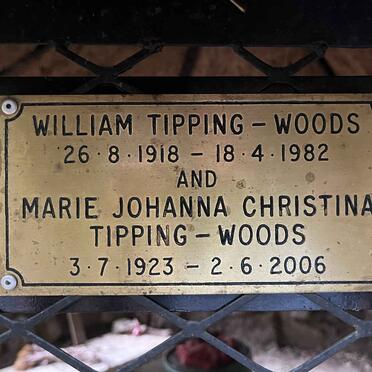 WILLIAM TIPPING - WOODS
26·8·1918 - 18·4·1982
AND
MARIE JOHANNA CHRISTINA
TIPPING - WOODS
3·7·1923 - 2·6·2006